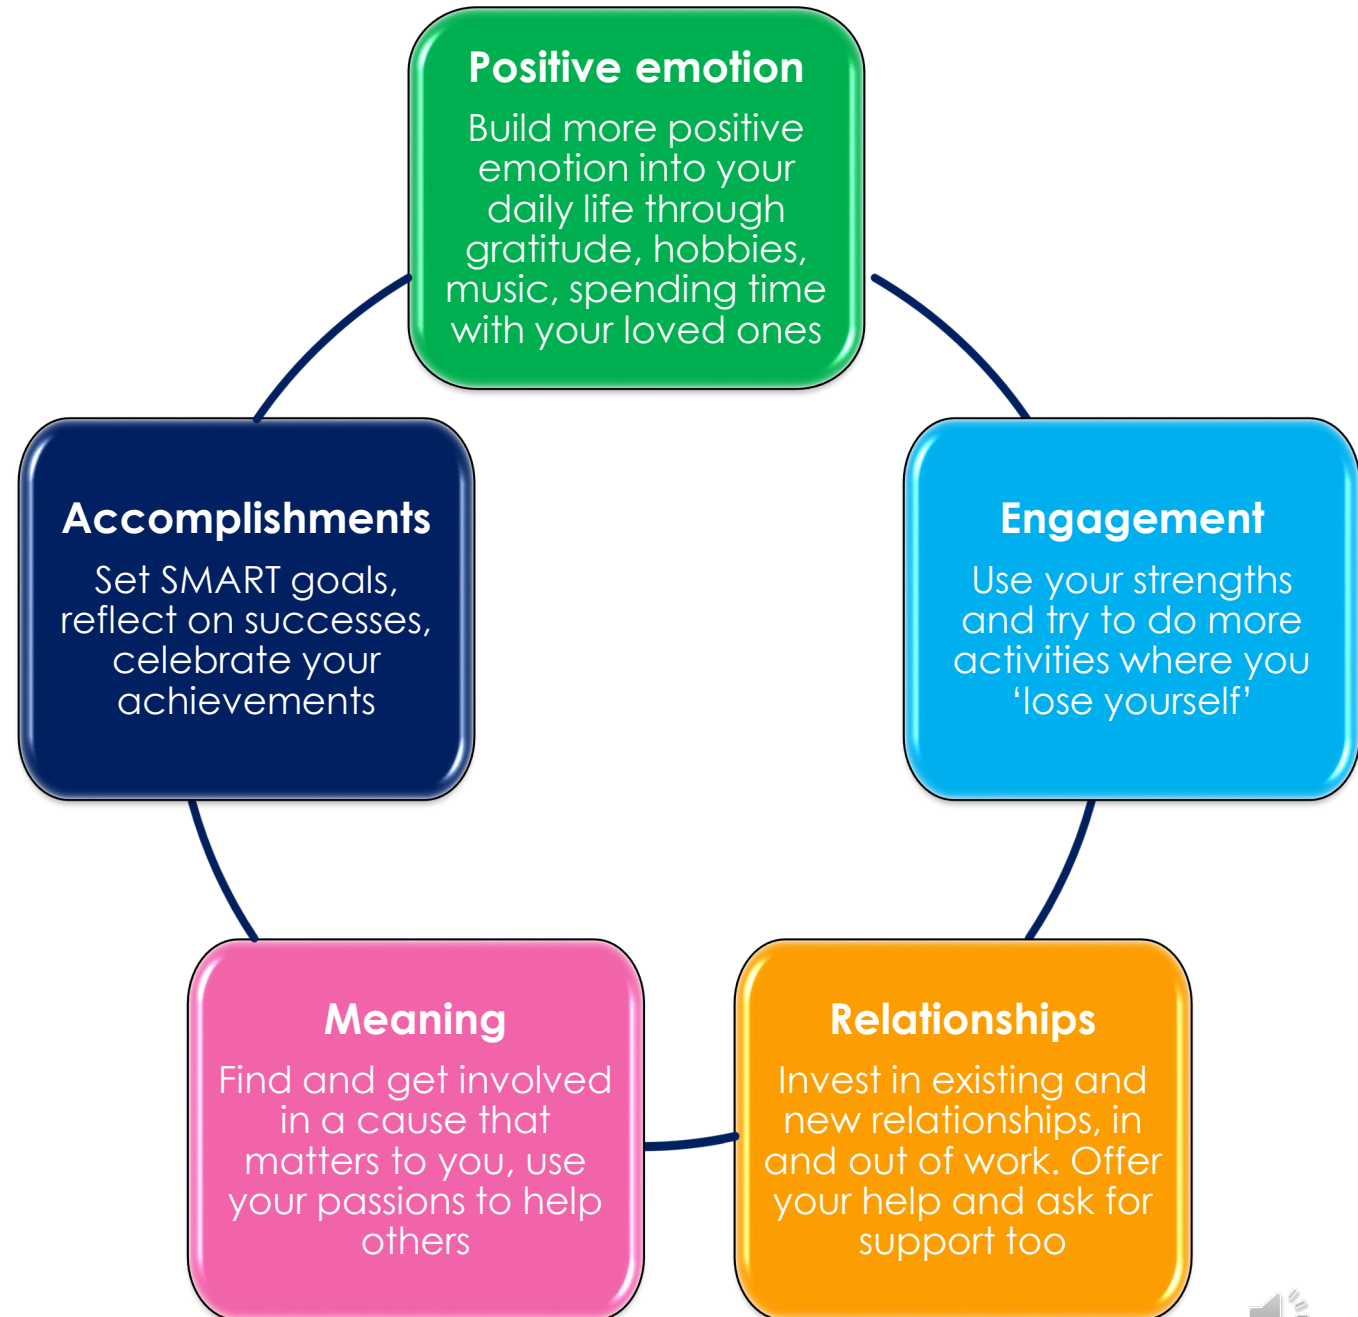 Positive emotion
Build more positive
emotion into your
daily life through
gratitude, hobbies,
music, spending time
with your loved ones
Engagement
Use your strengths
and try to do more
activities where you
‘lose yourself’
Relationships
Invest in existing and
new relationships, in
and out of work. Offer
your help and ask for
support too
Meaning
Find and get involved
in a cause that
matters to you, use
your passions to help
others
Accomplishments
Set SMART goals,
reflect on successes,
celebrate your
achievements